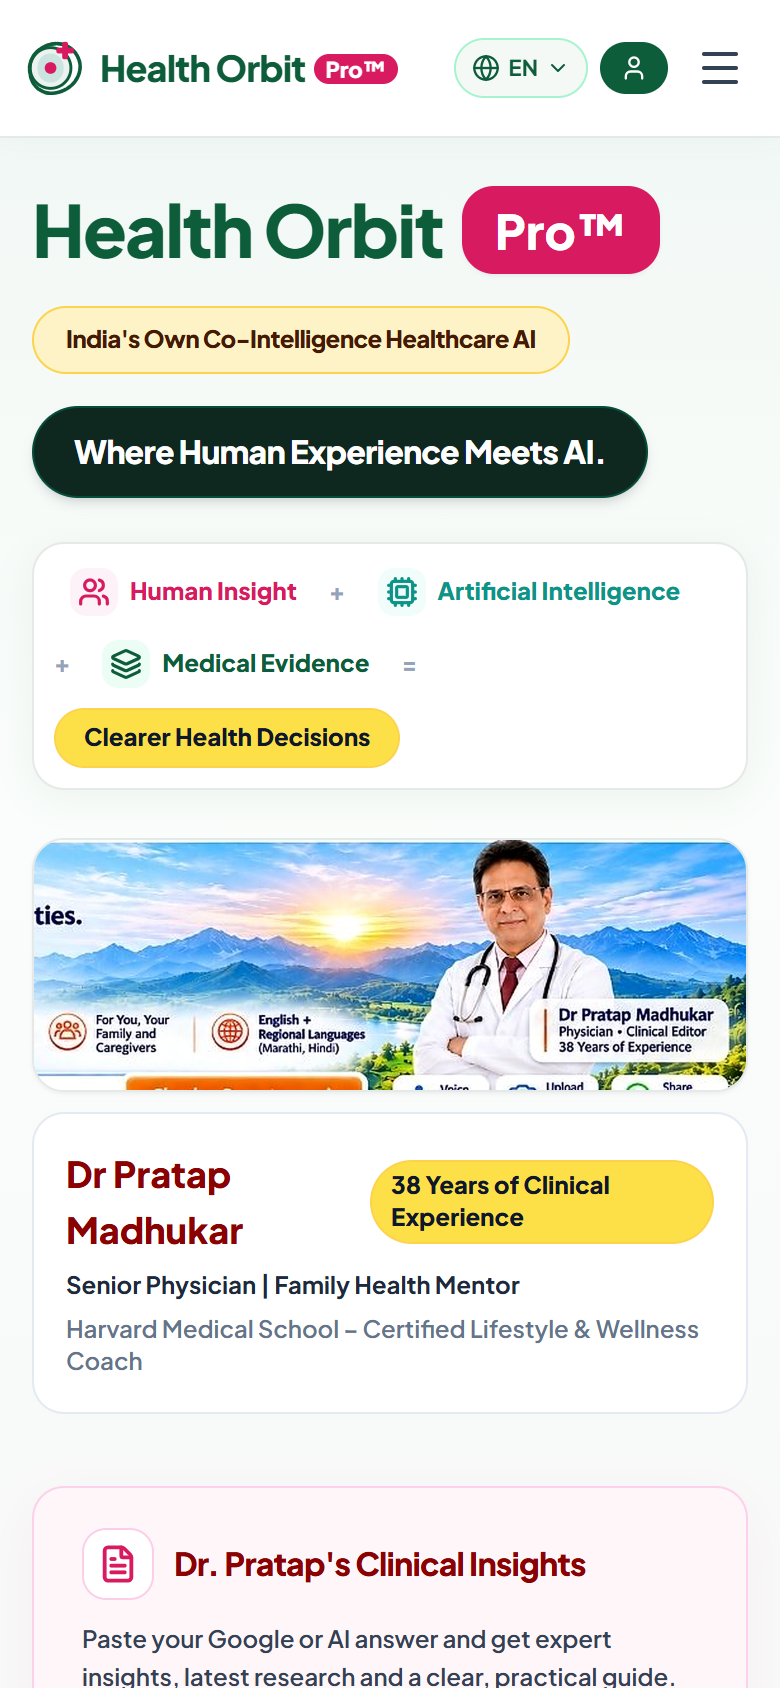 Health Orbit Pro™
EN
Health Orbit Pro™
India's Own Co-Intelligence Healthcare AI
Where Human Experience Meets AI.
Human Insight + Artificial Intelligence
+ Medical Evidence =
Clearer Health Decisions
ties.
For You, Your
Family and
Caregivers
English +
Regional Languages
(Marathi, Hindi)
Dr Pratap Madhukar
Physician • Clinical Editor
38 Years of Experience
Voice
Upload
Share
Dr Pratap
Madhukar
38 Years of Clinical
Experience
Senior Physician | Family Health Mentor
Harvard Medical School – Certified Lifestyle & Wellness
Coach
Dr. Pratap's Clinical Insights
Paste your Google or AI answer and get expert
insights, latest research and a clear, practical guide.